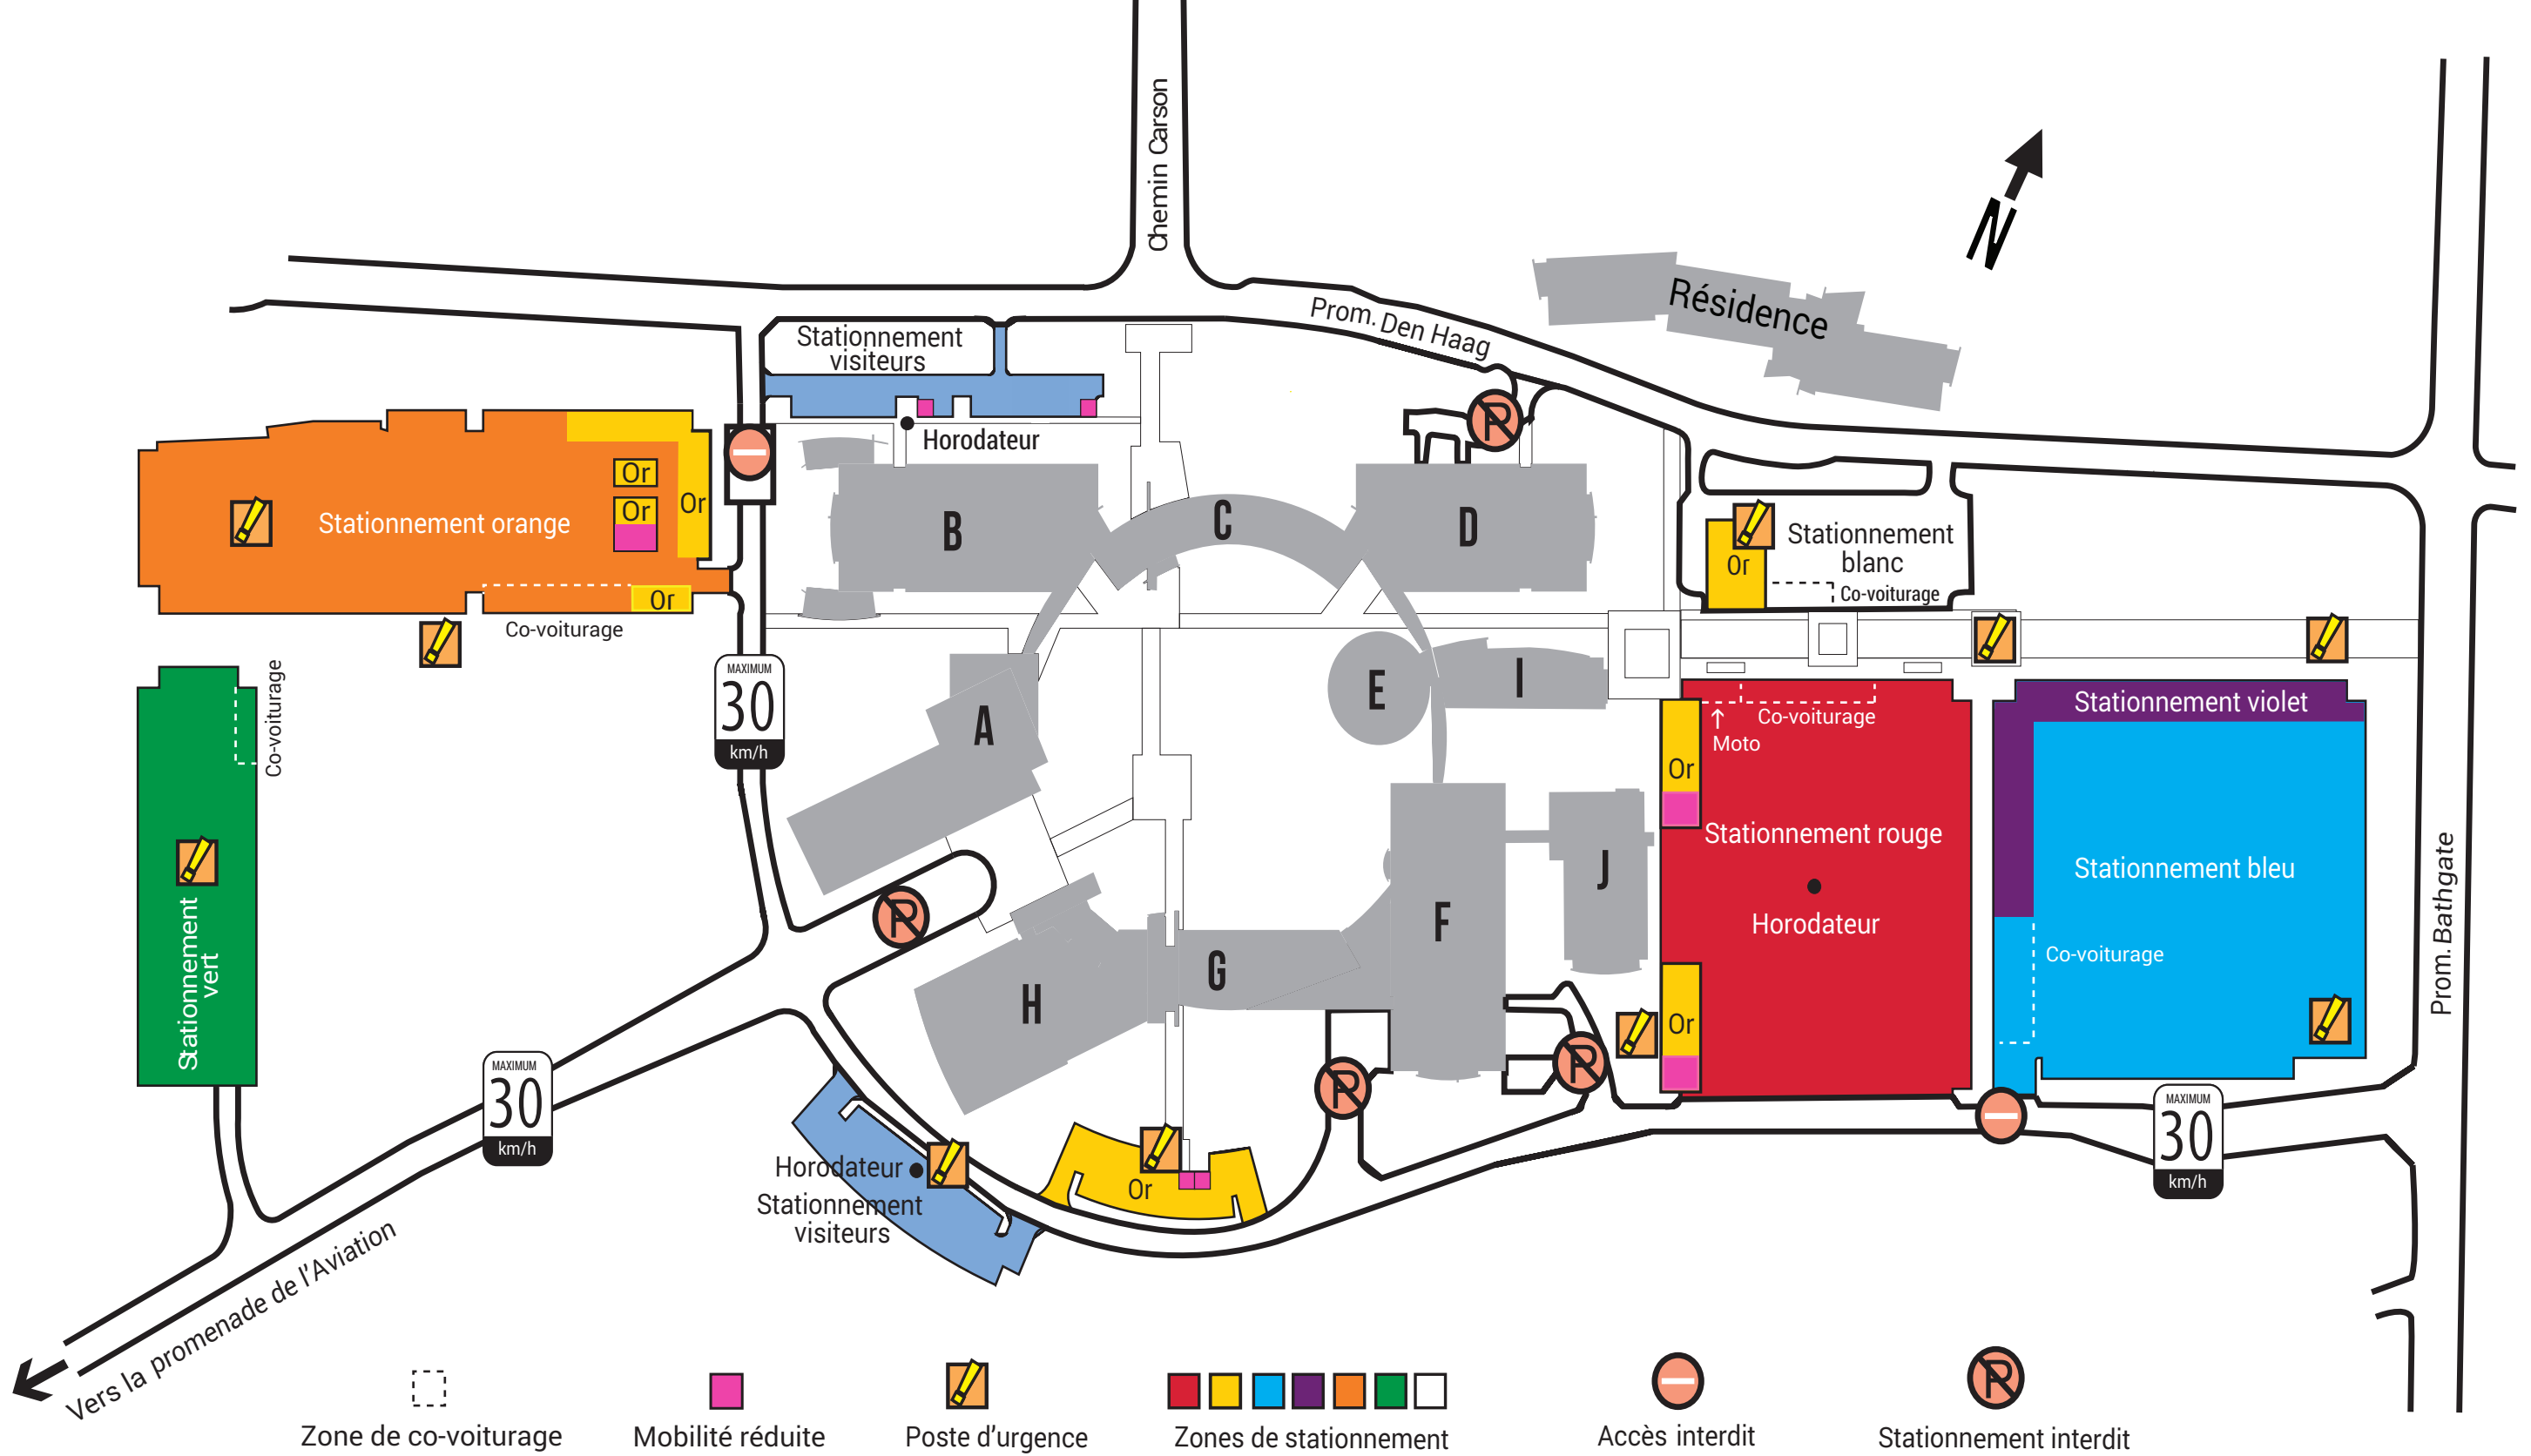 Chemin Carson
N
Résidence
Prom. Den Haag
Stationnement
visiteurs
Horodateur
Or
Or
Or
Stationnement orange
Or
Co-voiturage
B
C
D
Or
Stationnement
blanc
Co-voiturage
MAXIMUM
30
km/h
A
E
I
Co-voiturage
Stationnement
vert
Or
Moto
Co-voiturage
Stationnement rouge
Horodateur
Or
Stationnement violet
Stationnement bleu
Co-voiturage
Prom. Bathgate
J
F
G
H
MAXIMUM
30
km/h
MAXIMUM
30
km/h
Horodateur
Stationnement
visiteurs
Or
Vers la promenade de l'Aviation
P
P
P
P
Zone de co-voiturage
Mobilité réduite
Poste d'urgence
Zones de stationnement
Accès interdit
P
Stationnement interdit